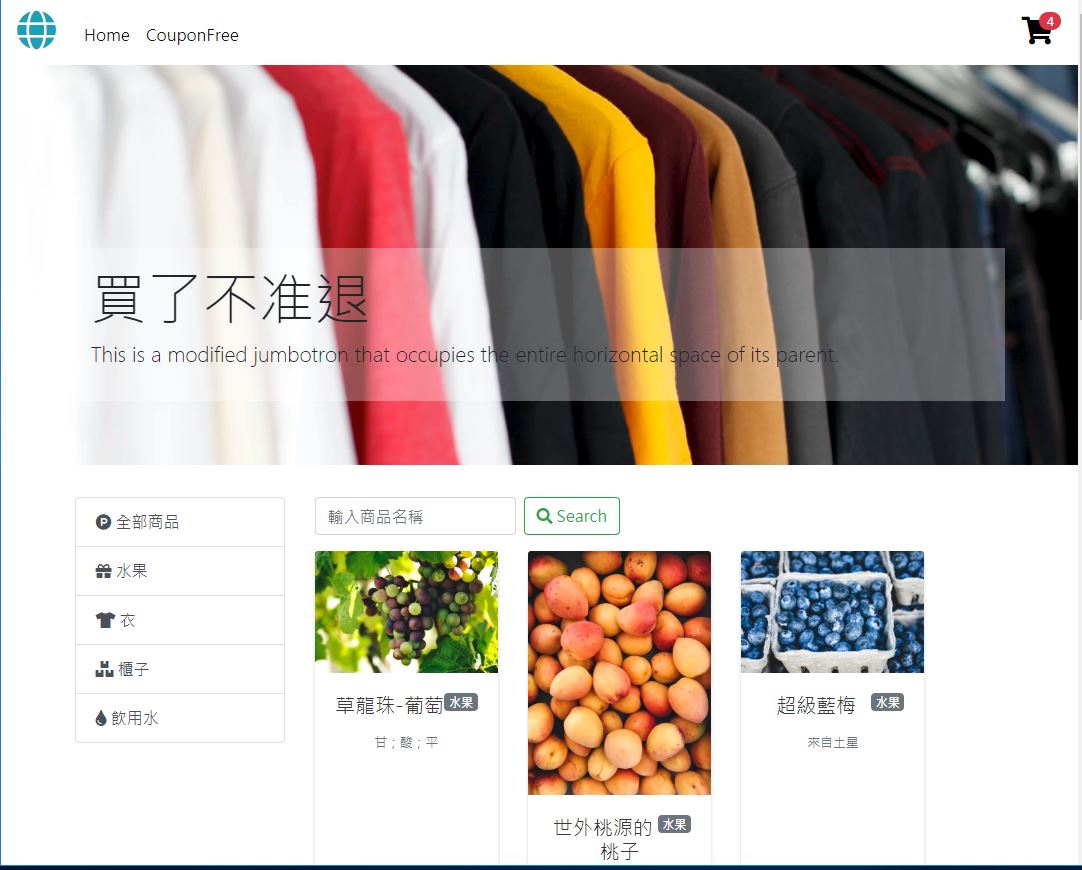 Home CouponFree 4
買了不准退
This is a modified jumbotron that occupies the entire horizontal space of its parent.
全部商品
水果
衣
櫃子
飲用水
輸入商品名稱 Search
草龍珠-葡萄 水果
甘；酸；平
世外桃源的 水果
桃子
超級藍梅 水果
來自土星